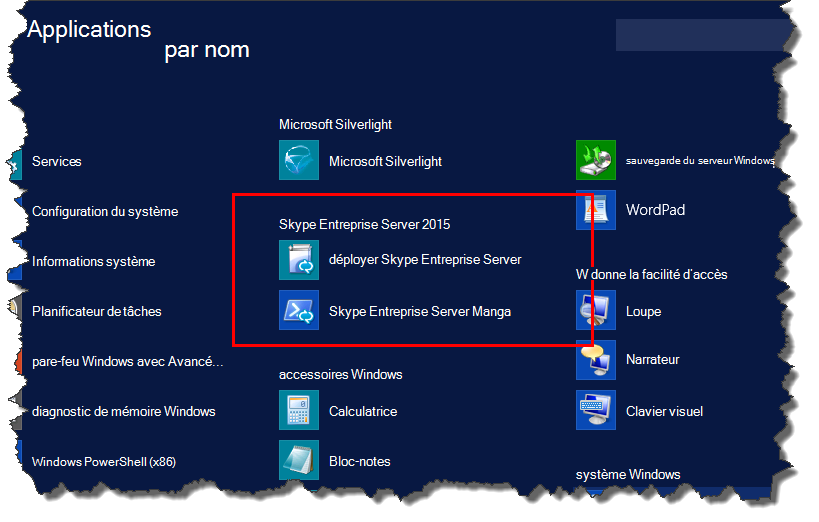 Applications
par nom
Services
Configuration du système
Informations système
Planificateur de tâches
pare-feu Windows avec Avancé...
diagnostic de mémoire Windows
Windows PowerShell (x86)
Microsoft Silverlight
Microsoft Silverlight
Skype Entreprise Server 2015
déployer Skype Entreprise Server
Skype Entreprise Server Manga
accessoires Windows
Calculatrice
Bloc-notes
sauvegarde du serveur Windows
WordPad
W donne la facilité d'accès
Loupe
Narrateur
Clavier visuel
système Windows